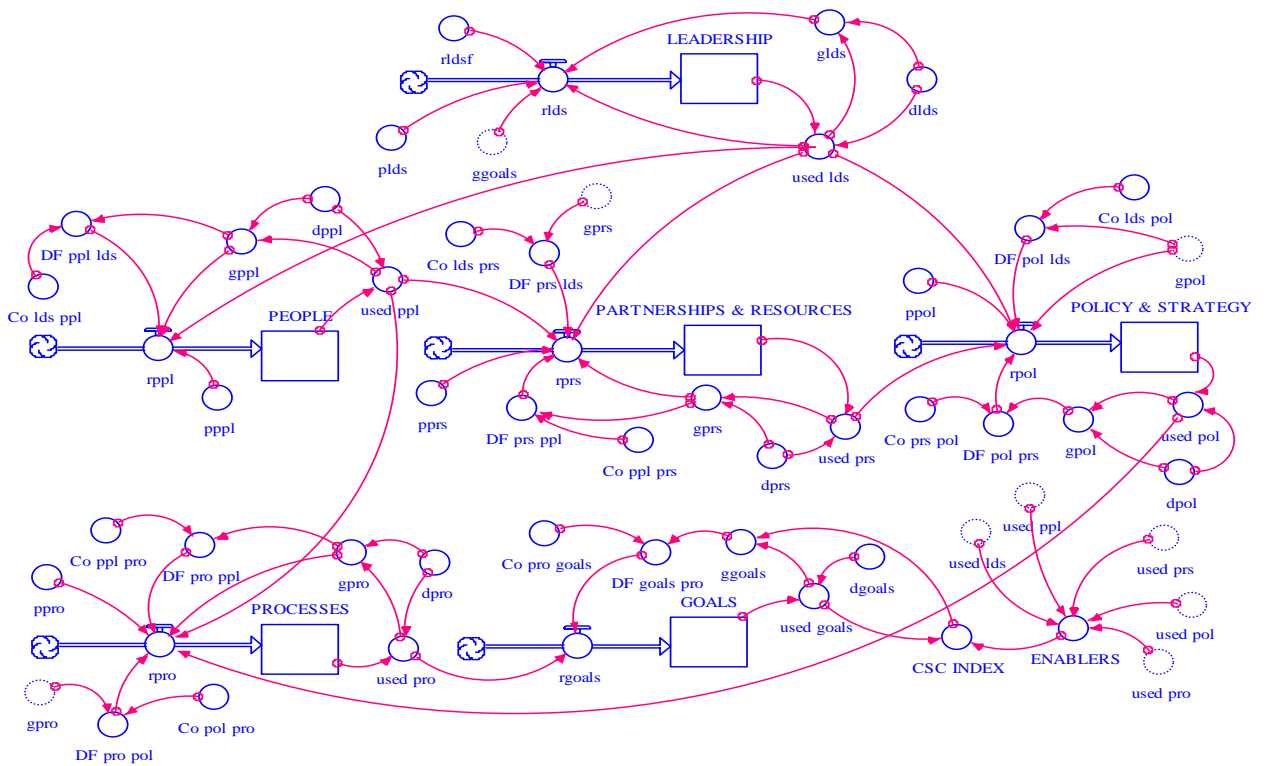 LEADERSHIP
glds
rldsf
rlds
dlds
plds
ggoals
used lds
dppl
gprs
Co lds pol
DF ppl lds
gppl
Co lds prs
DF prs lds
DF pol lds
gpol
Co lds ppl
used ppl
ppol
PEOPLE
PARTNERSHIPS & RESOURCES
POLICY & STRATEGY
rppl
rprs
rpol
pppl
pprs
gprs
DF prs ppl
Co ppl prs
used prs
dprs
Co prs pol
DF pol prs
gpol
used pol
dpol
used ppl
Co ppl pro
DF pro ppl
gpro
dpro
Co pro goals
DF goals pro
ggoals
dgoals
used lds
used prs
ppro
PROCESSES
GOALS
used goals
used pol
rpro
used pro
rgoals
CSC INDEX
ENABLERS
used pro
gpro
Co pol pro
DF pro pol